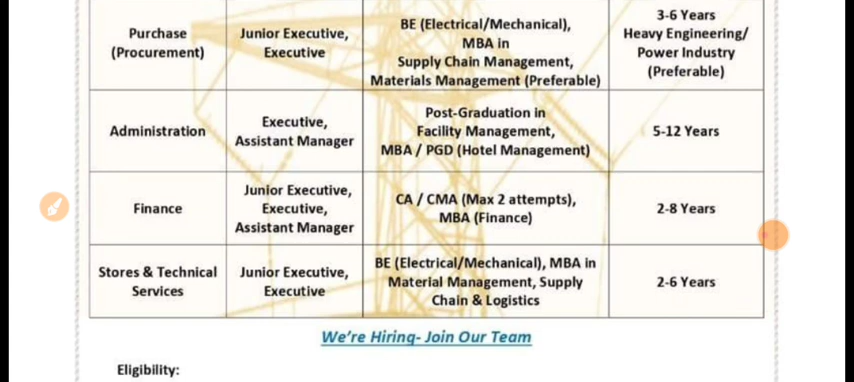 Purchase
(Procurement)
Junior Executive,
Executive
BE (Electrical/Mechanical),
MBA in
Supply Chain Management,
Materials Management (Preferable)
3-6 Years
Heavy Engineering/
Power Industry
(Preferable)
Administration
Executive,
Assistant Manager
Post-Graduation in
Facility Management,
MBA / PGD (Hotel Management)
5-12 Years
Finance
Junior Executive,
Executive,
Assistant Manager
CA / CMA (Max 2 attempts),
MBA (Finance)
2-8 Years
Stores & Technical
Services
Junior Executive,
Executive
BE (Electrical/Mechanical), MBA in
Material Management, Supply
Chain & Logistics
2-6 Years
We're Hiring- Join Our Team
Eligibility: